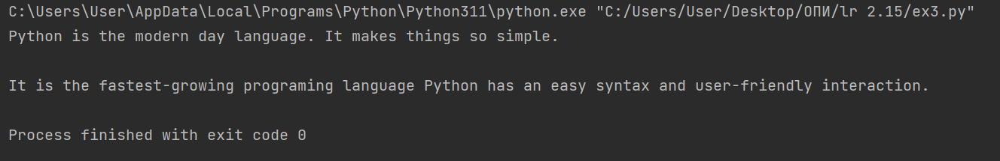 C:\Users\User\AppData\Local\Programs\Python\Python311\python.exe "C:/Users/User/Desktop/ОПИ/lr 2.15/ex3.py"
Python is the modern day language. It makes things so simple.
It is the fastest-growing programing language Python has an easy syntax and user-friendly interaction.
Process finished with exit code 0